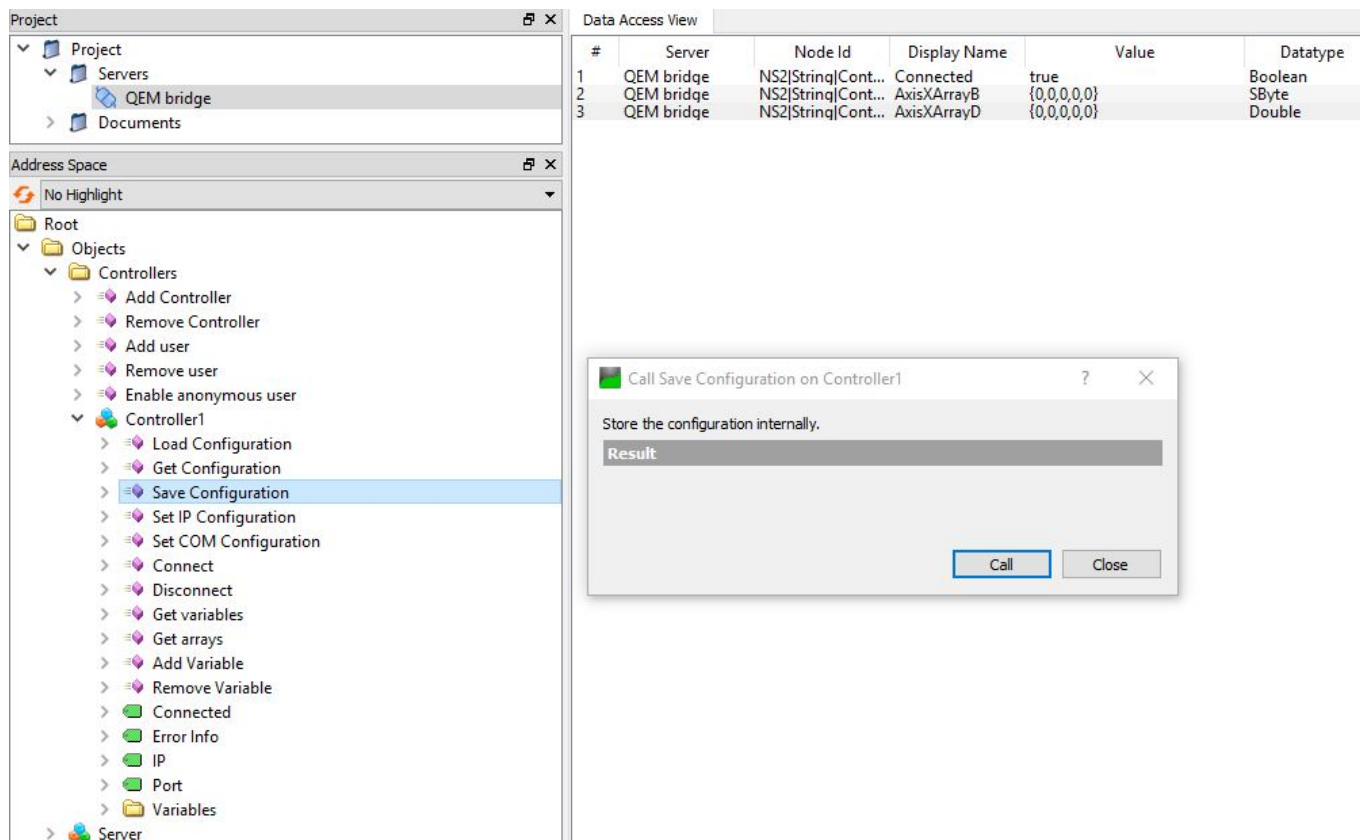 Project
Project
Servers
QEM bridge
Documents
Address Space
No Highlight
Root
Objects
Controllers
Add Controller
Remove Controller
Add user
Remove user
Enable anonymous user
Controller1
Load Configuration
Get Configuration
Save Configuration
Set IP Configuration
Set COM Configuration
Connect
Disconnect
Get variables
Get arrays
Add Variable
Remove Variable
Connected
Error Info
IP
Port
Variables
Server
Data Access View
# Server Node Id Display Name Value Datatype
1 QEM bridge NS2|String|Cont... Connected true Boolean
2 QEM bridge NS2|String|Cont... AxisXArrayB {0,0,0,0,0} SByte
3 QEM bridge NS2|String|Cont... AxisXArrayD {0,0,0,0,0} Double
Call Save Configuration on Controller1 ?
Store the configuration internally.
Result
Call Close